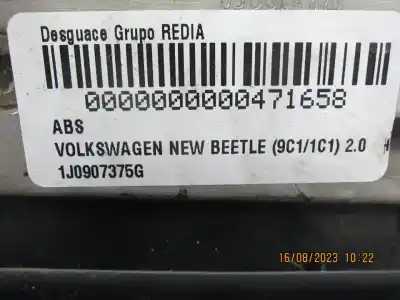 Desguace Grupo REDIA
0000000000471658
ABS
VOLKSWAGEN NEW BEETLE (9C1/1C1) 2.0
1J0907375G
16/08/2023 10:22